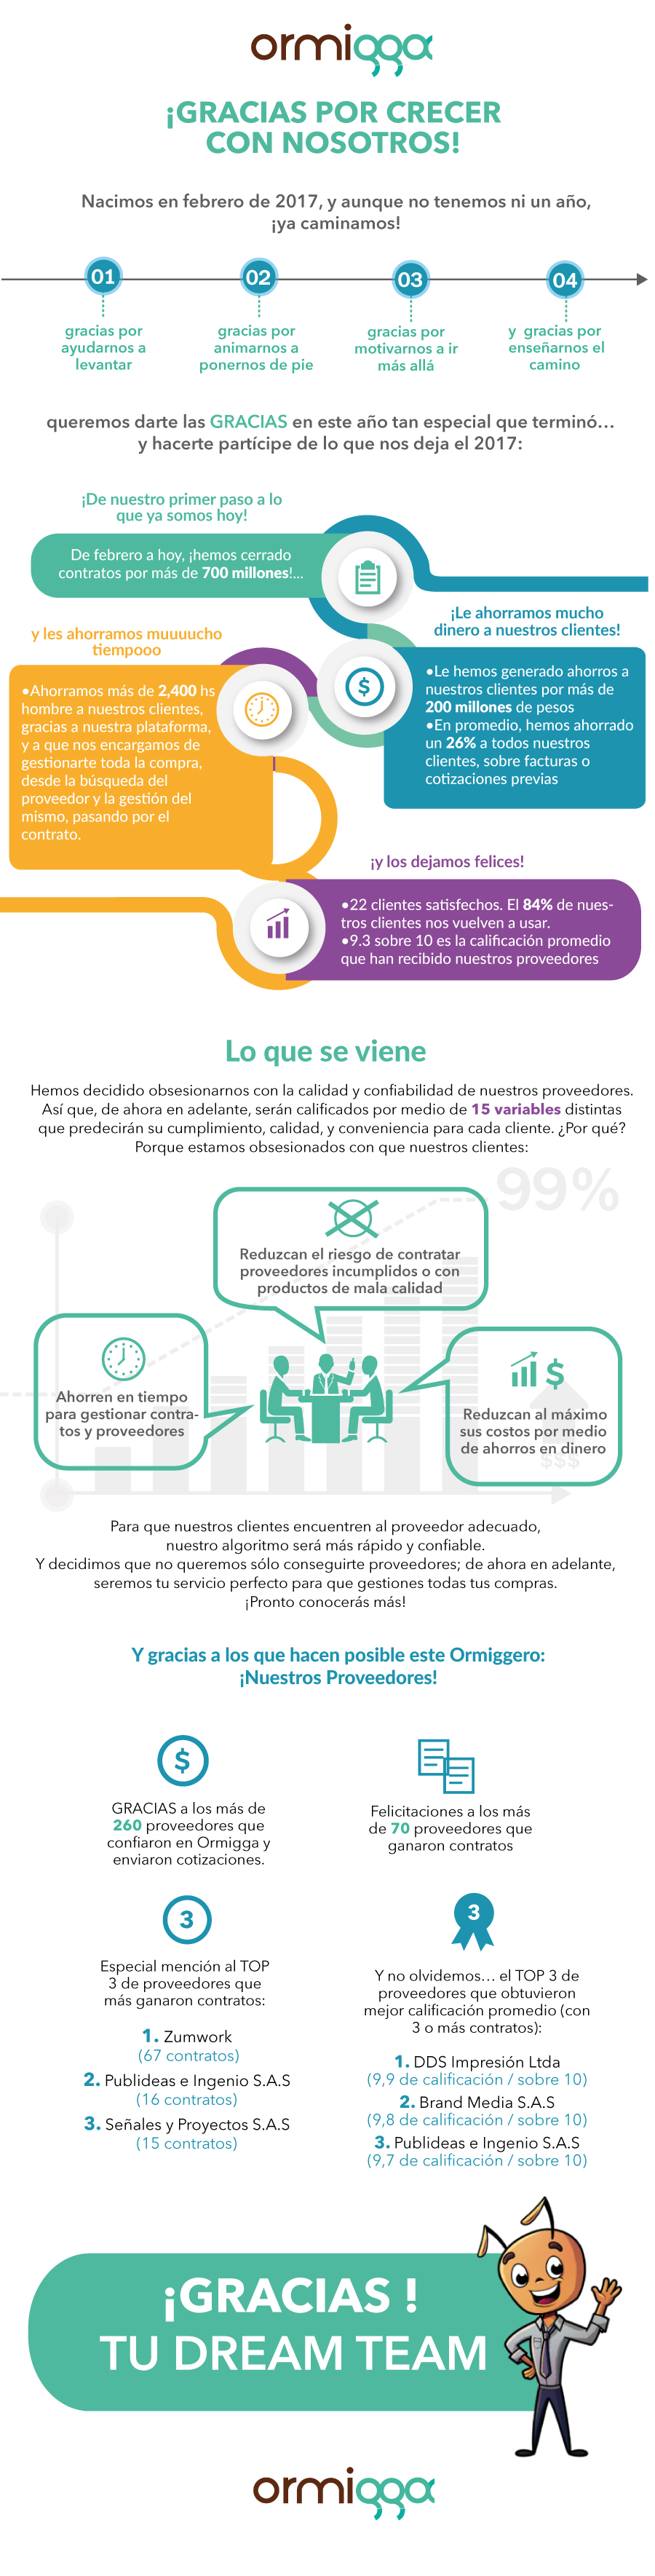 ormigga
¡GRACIAS POR CRECER
CON NOSOTROS!
Nacimos en febrero de 2017, y aunque no tenemos ni un año,
¡ya caminamos!
01
02
03
04
gracias por
ayudarnos a
levantar
gracias por
animarnos a
ponernos de pie
gracias por
motivarnos a ir
más allá
y gracias por
enseñarnos el
camino
queremos darte las GRACIAS en este año tan especial que terminó...
y hacerte partícipe de lo que nos deja el 2017:
¡De nuestro primer paso a lo
que ya somos hoy!
De febrero a hoy, ¡hemos cerrado
contratos por más de 700 millones!...
¡Le ahorramos mucho
dinero a nuestros clientes!
•Le hemos generado ahorros a
nuestros clientes por más de
200 millones de pesos
•En promedio, hemos ahorrado
un 26% a todos nuestros
clientes, sobre facturas o
cotizaciones previas
$
y les ahorramos muuuucho
tiempooo
•Ahorramos más de 2,400 hs
hombre a nuestros clientes,
gracias a nuestra plataforma,
y a que nos encargamos de
gestionarte toda la compra,
desde la búsqueda del
proveedor y la gestión del
mismo, pasando por el
contrato.
¡y los dejamos felices!
•22 clientes satisfechos. El 84% de nues-
tros clientes nos vuelven a usar.
•9.3 sobre 10 es la calificación promedio
que han recibido nuestros proveedores
Lo que se viene
Hemos decidido obsesionarnos con la calidad y confiabilidad de nuestros proveedores.
Así que, de ahora en adelante, serán calificados por medio de 15 variables distintas
que predecirán su cumplimiento, calidad, y conveniencia para cada cliente. ¿Por qué?
Porque estamos obsesionados con que nuestros clientes:
99%
Reduzcan el riesgo de contratar
proveedores incumplidos o con
productos de mala calidad
Ahorren en tiempo
para gestionar contra-
tos y proveedores
$
Reduzcan al máximo
sus costos por medio
de ahorros en dinero
$$$
Para que nuestros clientes encuentren al proveedor adecuado,
nuestro algoritmo será más rápido y confiable.
Y decidimos que no queremos sólo conseguirte proveedores; de ahora en adelante,
seremos tu servicio perfecto para que gestiones todas tus compras.
¡Pronto conocerás más!
Y gracias a los que hacen posible este Ormiggero:
¡Nuestros Proveedores!
$
GRACIAS a los más de
260 proveedores que
confiaron en Ormigga y
enviaron cotizaciones.
Felicitaciones a los más
de 70 proveedores que
ganaron contratos
3
Especial mención al TOP
3 de proveedores que
más ganaron contratos:
1. Zumwork
(67 contratos)
2. Publideas e Ingenio S.A.S
(16 contratos)
3. Señales y Proyectos S.A.S
(15 contratos)
3
Y no olvidemos... el TOP 3 de
proveedores que obtuvieron
mejor calificación promedio (con
3 o más contratos):
1. DDS Impresión Ltda
(9,9 de calificación / sobre 10)
2. Brand Media S.A.S
(9,8 de calificación / sobre 10)
3. Publideas e Ingenio S.A.S
(9,7 de calificación / sobre 10)
¡GRACIAS !
TU DREAM TEAM
ormigga